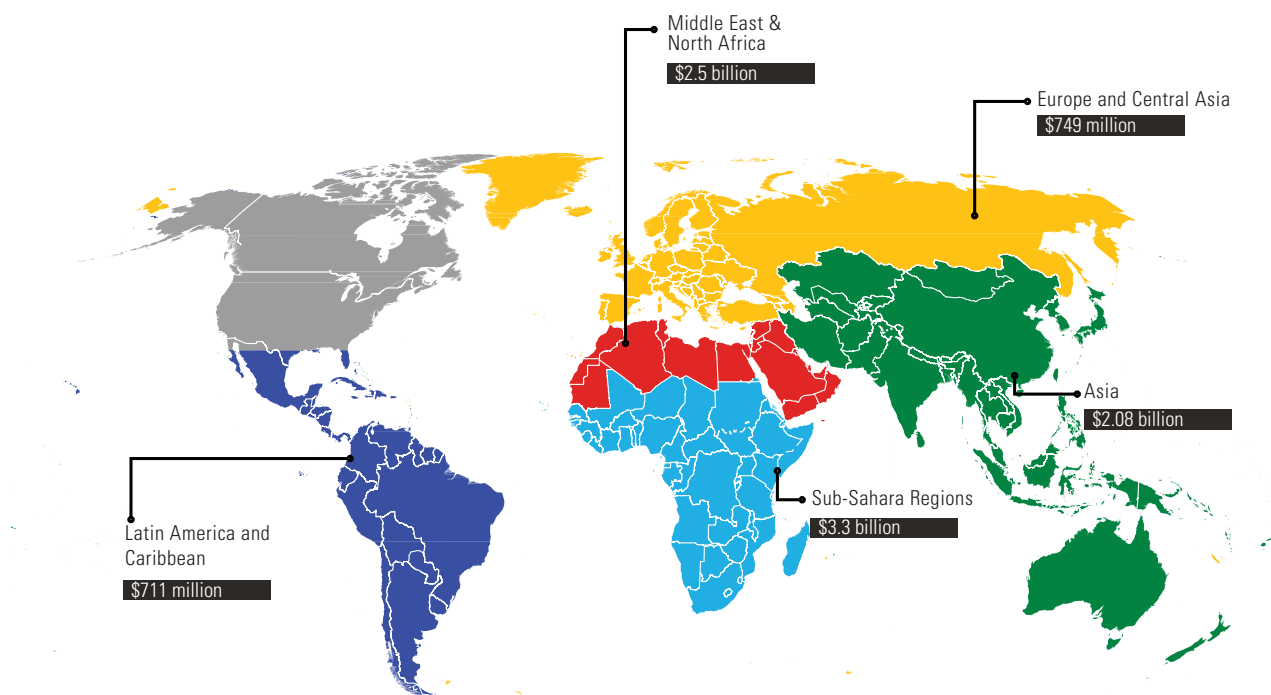 Middle East &
North Africa
$2.5 billion
Europe and Central Asia
$749 million
Asia
$2.08 billion
Sub-Sahara Regions
$3.3 billion
Latin America and
Caribbean
$711 million